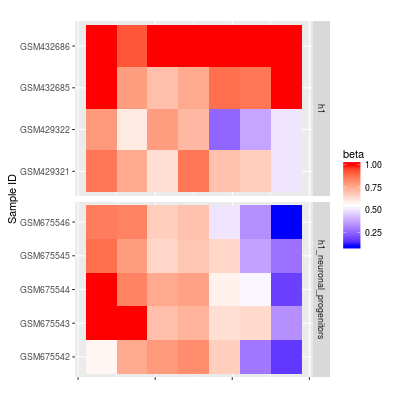 Sample ID
GSM432686
GSM432685
GSM429322
GSM429321
h1
GSM675546
GSM675545
GSM675544
GSM675543
GSM675542
h1_neuronal_progenitors
beta
1.00
0.75
0.50
0.25